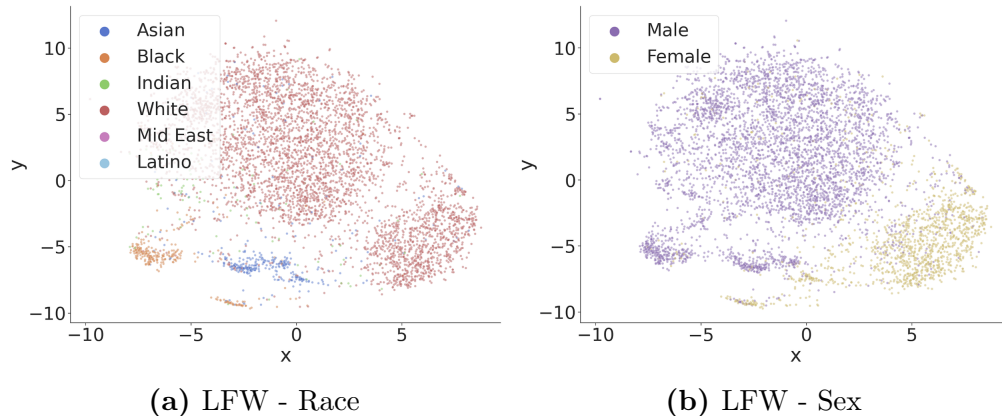 Asian
Black
Indian
White
Mid East
Latino
10
5
0
−5
−10
y
−10
−5
0
5
x
(a) LFW - Race
Male
Female
10
5
0
−5
−10
y
−10
−5
0
5
x
(b) LFW - Sex